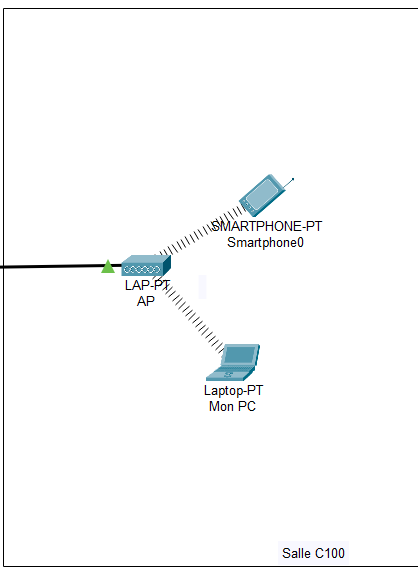 SMARTPHONE-PT
Smartphone0
LAP-PT
AP
Laptop-PT
Mon PC
Salle C100